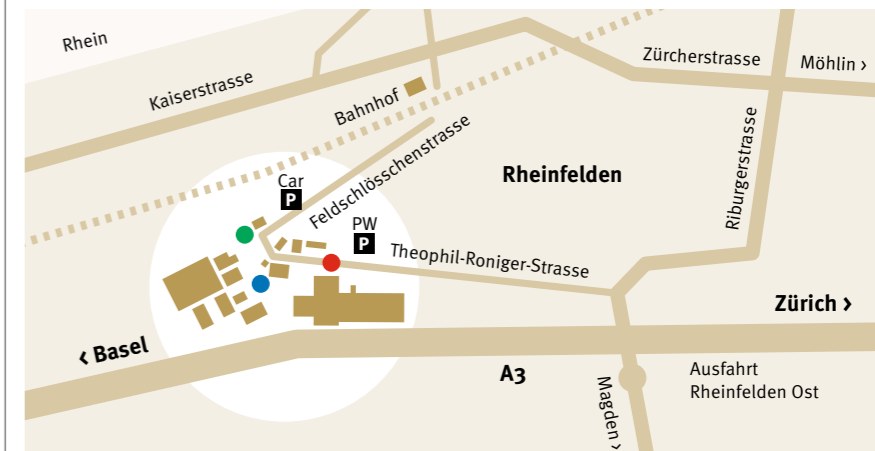 Rhein
Kaiserstrasse
Zürcherstrasse
Möhlin ›
Bahnhof
Feldschlösschenstrasse
Riburgerstrasse
Rheinfelden
Car
P
PW
P
Theophil-Roniger-Strasse
Zürich ›
‹ Basel
A3
Ausfahrt
Rheinfelden Ost
Magden ›